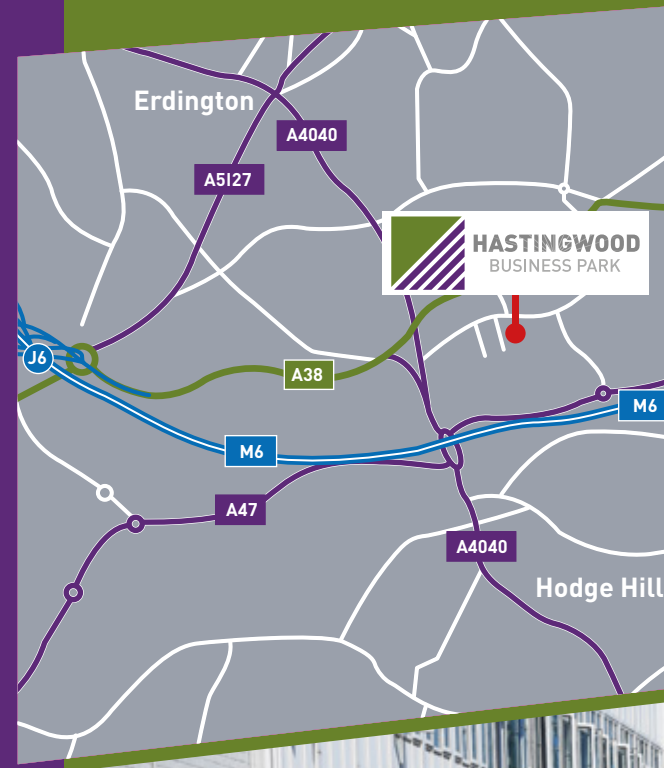 Erdington
A4040
A5127
HASTINGWOOD
BUSINESS PARK
J6
A38
M6
M6
A47
A4040
Hodge Hill